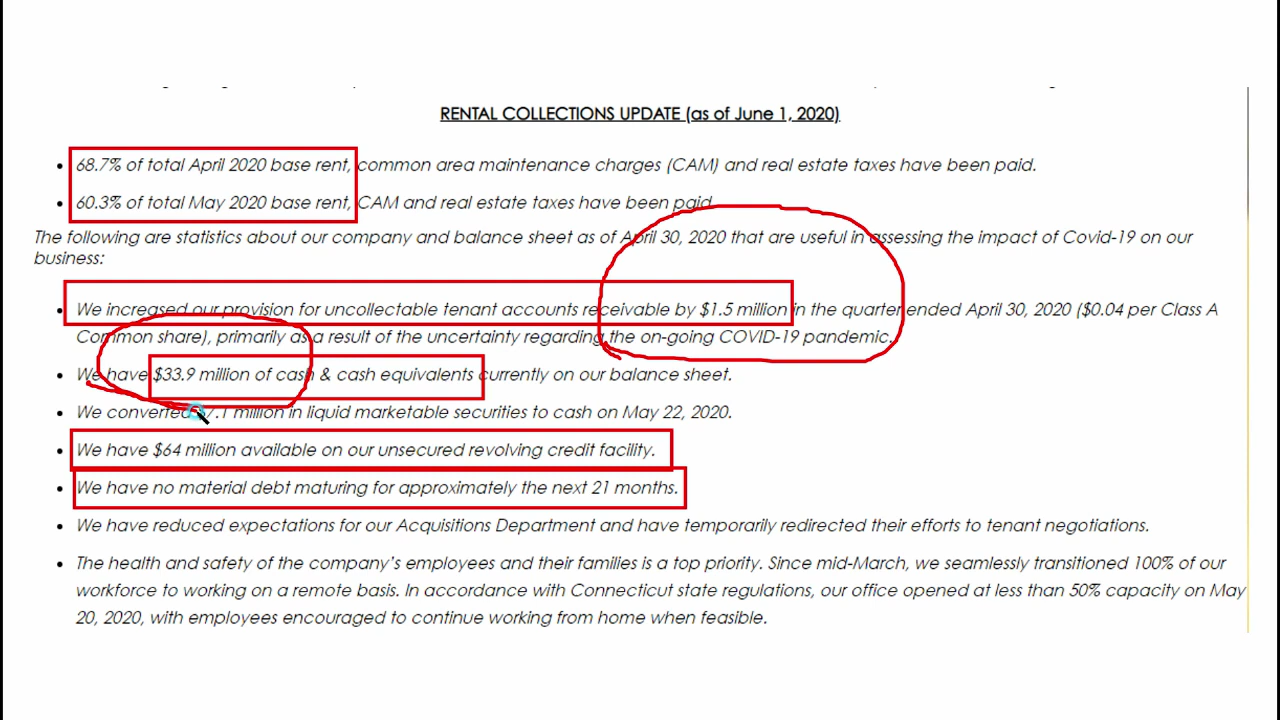 RENTAL COLLECTIONS UPDATE (as of June 1, 2020)
• 68.7% of total April 2020 base rent, common area maintenance charges (CAM) and real estate taxes have been paid.
• 60.3% of total May 2020 base rent, CAM and real estate taxes have been paid.
The following are statistics about our company and balance sheet as of April 30, 2020 that are useful in assessing the impact of Covid-19 on our
business:
• We increased our provision for uncollectable tenant accounts receivable by $1.5 million in the quarter ended April 30, 2020 ($0.04 per Class A
Common share), primarily as a result of the uncertainty regarding the on-going COVID-19 pandemic.
• We have $33.9 million of cash & cash equivalents currently on our balance sheet.
• We converted million in liquid marketable securities to cash on May 22, 2020.
• We have $64 million available on our unsecured revolving credit facility.
• We have no material debt maturing for approximately the next 21 months.
• We have reduced expectations for our Acquisitions Department and have temporarily redirected their efforts to tenant negotiations.
• The health and safety of the company's employees and their families is a top priority. Since mid-March, we seamlessly transitioned 100% of our
workforce to working on a remote basis. In accordance with Connecticut state regulations, our office opened at less than 50% capacity on May
20, 2020, with employees encouraged to continue working from home when feasible.